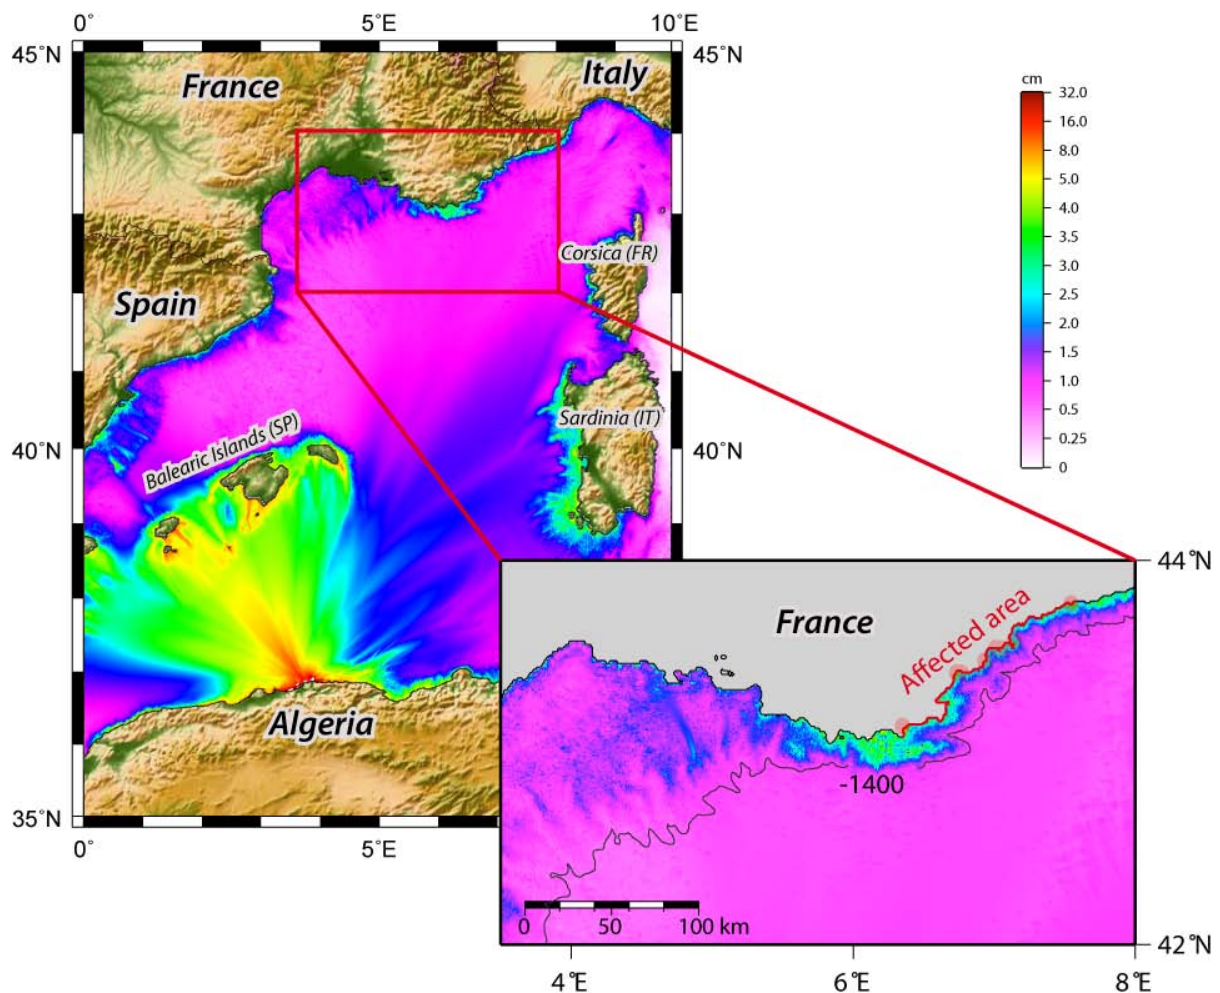 0° 5°E 10°E
45°N 45°N
France
Italy
cm
32.0
16.0
8.0
5.0
4.0
3.5
3.0
2.5
2.0
1.5
1.0
0.5
0.25
0
Corsica (FR)
Spain
Sardinia (IT)
Balearic Islands (SP)
40°N 40°N
Algeria
35°N
0° 5°E
44°N
France
Affected area
-1400
0 50 100 km
42°N
4°E 6°E 8°E